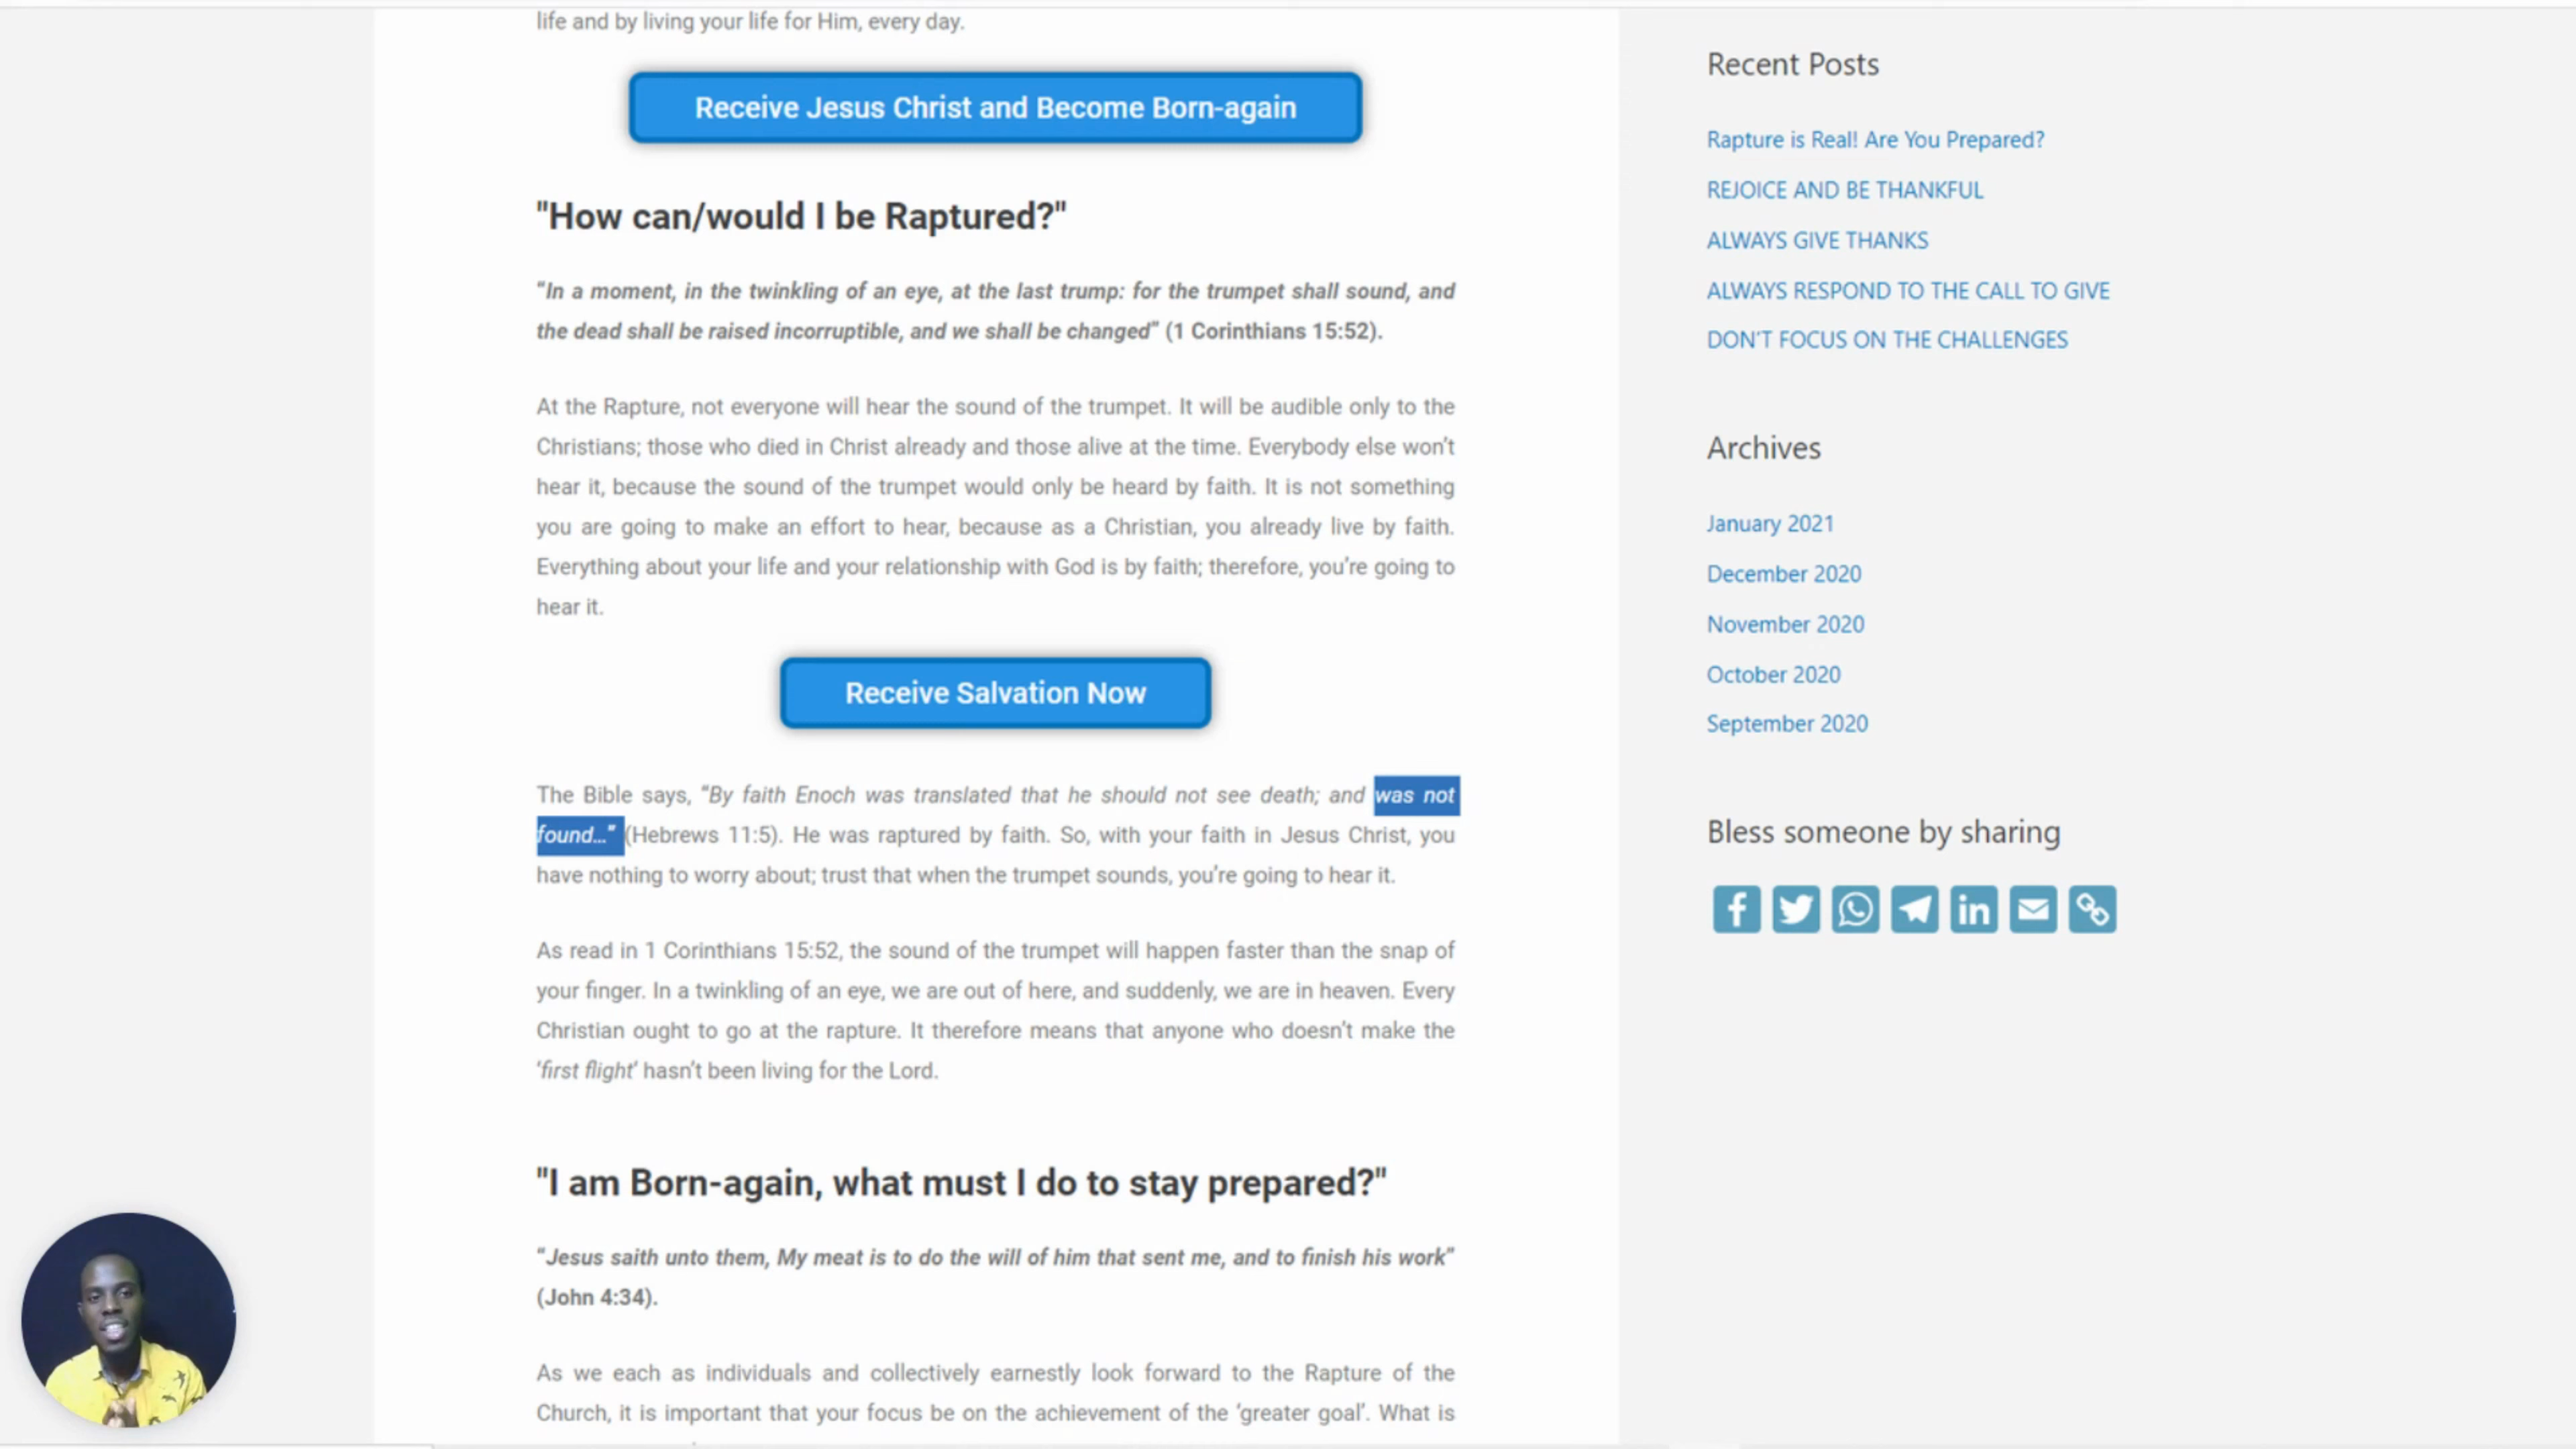 life and by living your life for Him, every day.
Receive Jesus Christ and Become Born-again
"How can/would I be Raptured?"
“In a moment, in the twinkling of an eye, at the last trump: for the trumpet shall sound, and
the dead shall be raised incorruptible, and we shall be changed” (1 Corinthians 15:52).
At the Rapture, not everyone will hear the sound of the trumpet. It will be audible only to the
Christians; those who died in Christ already and those alive at the time. Everybody else won’t
hear it, because the sound of the trumpet would only be heard by faith. It is not something
you are going to make an effort to hear, because as a Christian, you already live by faith.
Everything about your life and your relationship with God is by faith; therefore, you’re going to
hear it.
Receive Salvation Now
The Bible says, “By faith Enoch was translated that he should not see death; and was not
found…” (Hebrews 11:5). He was raptured by faith. So, with your faith in Jesus Christ, you
have nothing to worry about; trust that when the trumpet sounds, you’re going to hear it.
As read in 1 Corinthians 15:52, the sound of the trumpet will happen faster than the snap of
your finger. In a twinkling of an eye, we are out of here, and suddenly, we are in heaven. Every
Christian ought to go at the rapture. It therefore means that anyone who doesn’t make the
‘first flight’ hasn’t been living for the Lord.
"I am Born-again, what must I do to stay prepared?"
“Jesus saith unto them, My meat is to do the will of him that sent me, and to finish his work”
(John 4:34).
As we each as individuals and collectively earnestly look forward to the Rapture of the
Church, it is important that your focus be on the achievement of the ‘greater goal’. What is
Recent Posts
Rapture is Real! Are You Prepared?
REJOICE AND BE THANKFUL
ALWAYS GIVE THANKS
ALWAYS RESPOND TO THE CALL TO GIVE
DON’T FOCUS ON THE CHALLENGES
Archives
January 2021
December 2020
November 2020
October 2020
September 2020
Bless someone by sharing